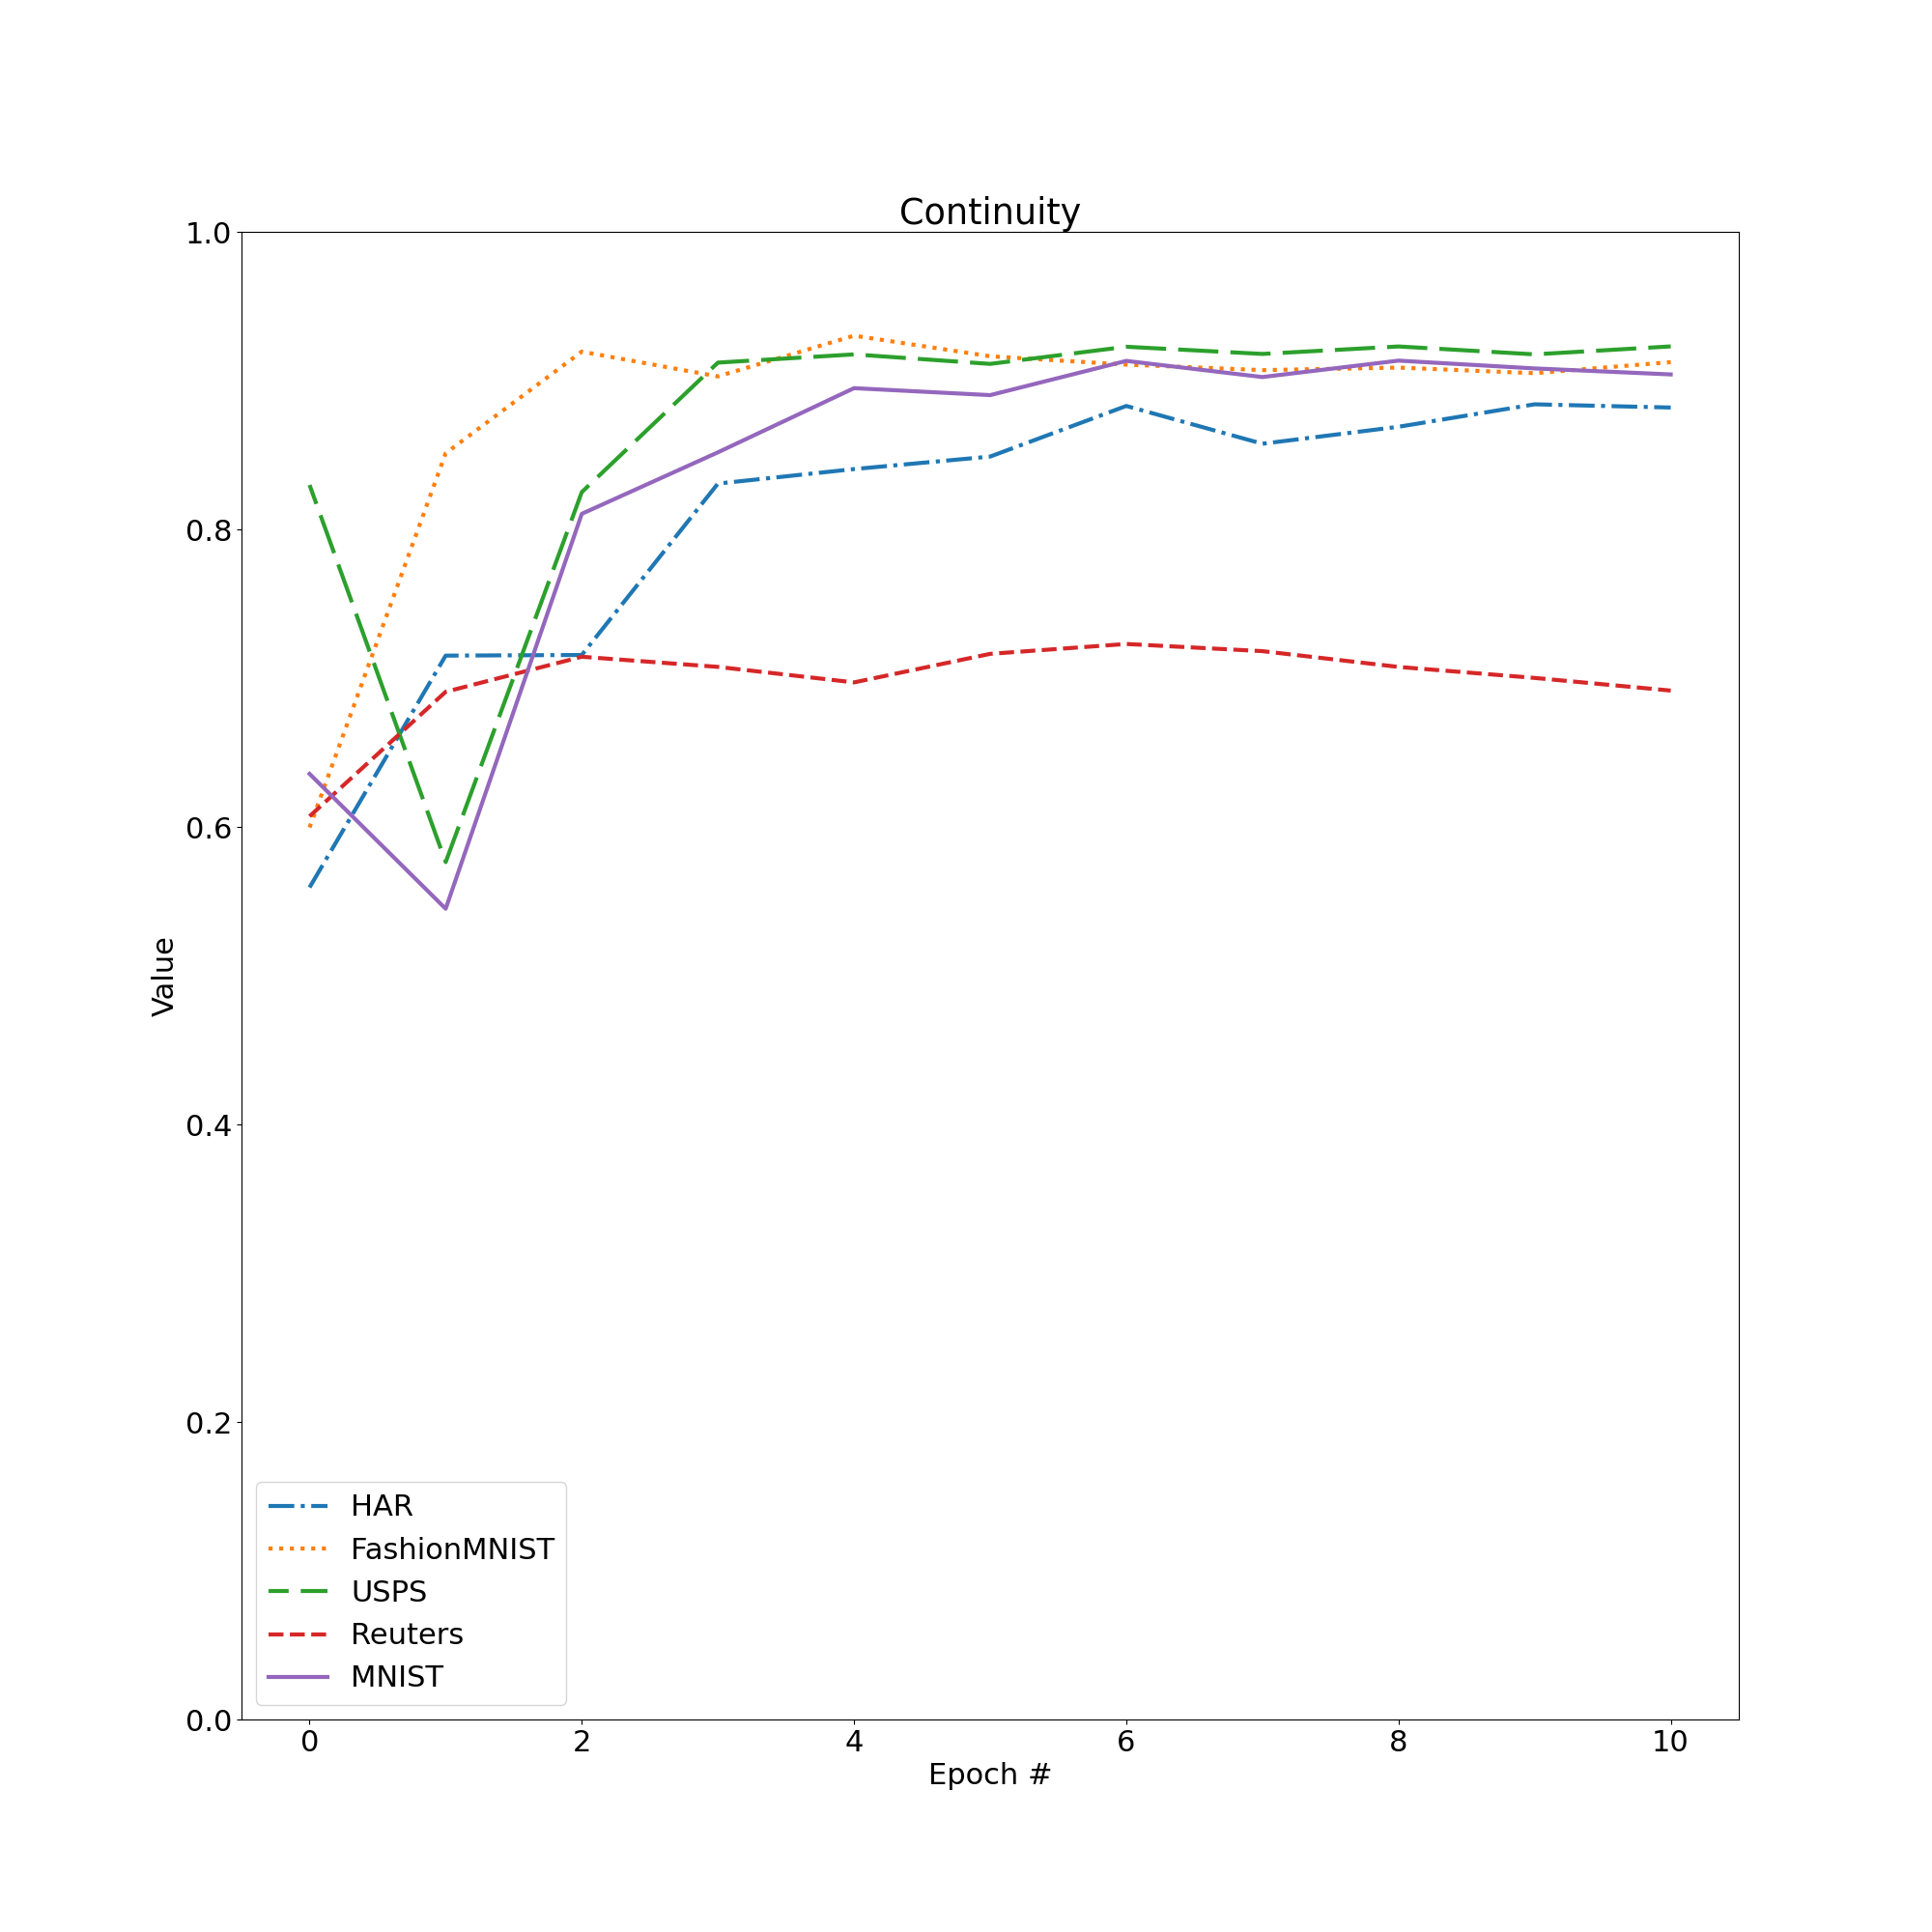 Continuity
1.0
0.8
0.6
0.4
0.2
0.0
Value
HAR
FashionMNIST
USPS
Reuters
MNIST
0 2 4 6 8 10
Epoch #